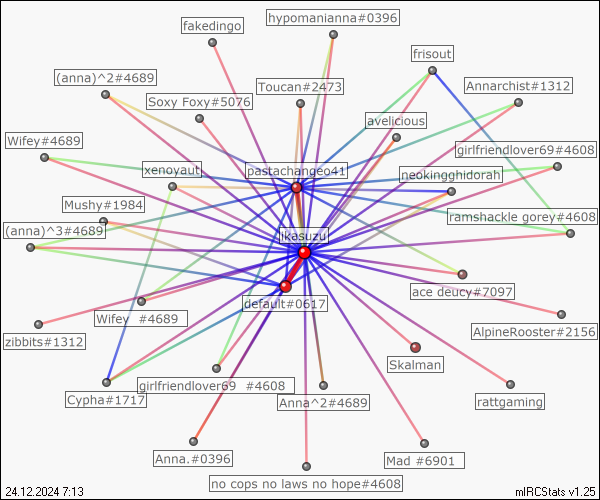 hypomanianna#0396
fakedingo
frisout
(anna)^2#4689
Toucan#2473
Annarchist#1312
Soxy Foxy#5076
avelicious
Wifey#4689
girlfriendlover69#4608
xenoyaut
pastachangeo41
neokingghidorah
Mushy#1984
ramshackle gorey#4608
(anna)^3#4689
ikasuzu
ace deucy#7097
default#0617
Wifey  #4689
AlpineRooster#2156
zibbits#1312
Skalman
girlfriendlover69  #4608
Cypha#1717
Anna^2#4689
rattgaming
Anna.#0396
Mad #6901
no cops no laws no hope#4608
24.12.2024 7:13
mIRCStats v1.25